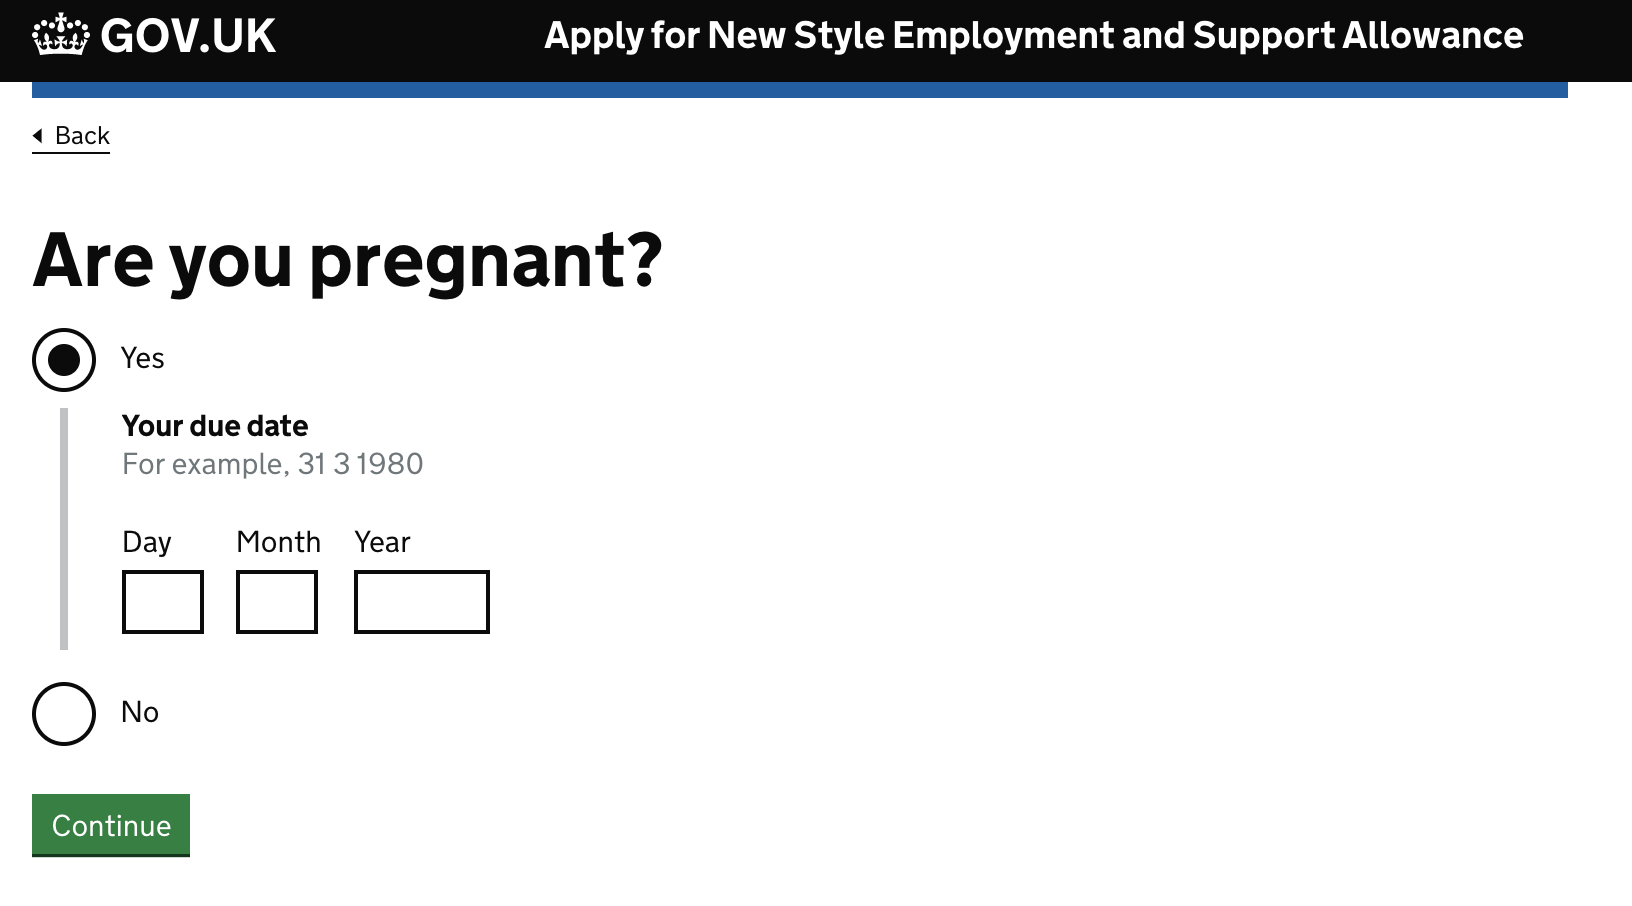 GOV.UK
Apply for New Style Employment and Support Allowance
Back
Are you pregnant?
Yes
Your due date
For example, 31 3 1980
Day Month Year
No
Continue